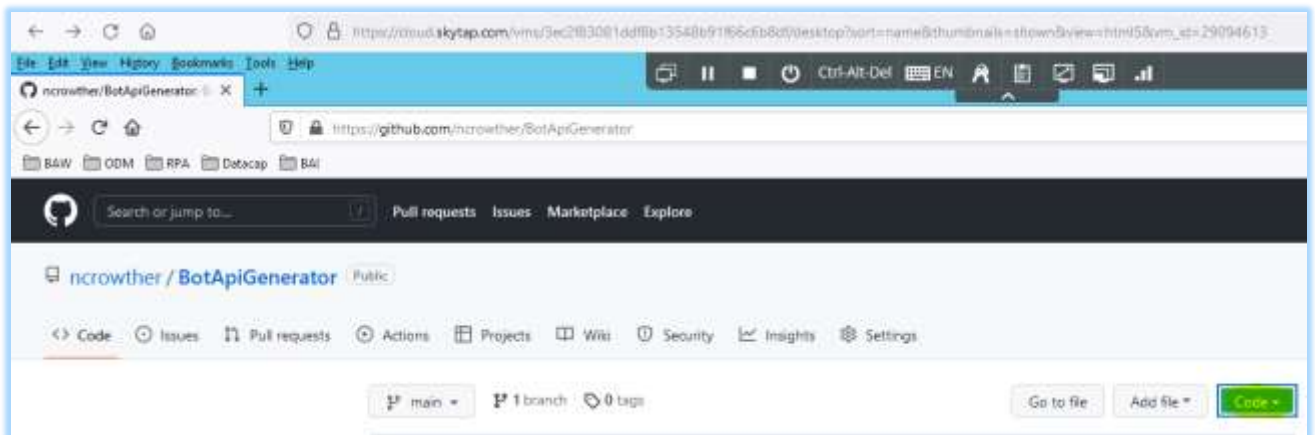 https://cloud.skytap.com/vms/
File Edit View History Bookmarks Tools Help
Ctrl-Alt-Del EN
ncrowther/BotApiGenerator:
https://github.com/ncrowther/BotApiGenerator
BAW ODM RPA Datacap BAI
Search or jump to... / Pull requests Issues Marketplace Explore
ncrowther / BotApiGenerator Public
Code Issues Pull requests Actions Projects Wiki Security Insights Settings
main 1 branch 0 tags Go to file Add file Code